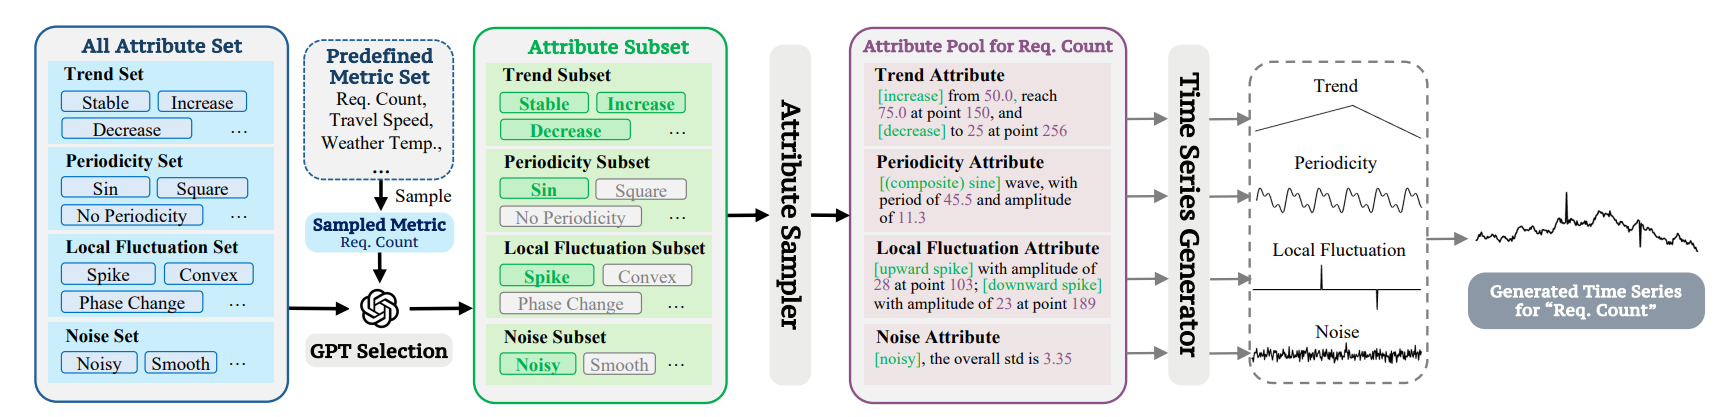 All Attribute Set
Trend Set
Stable
Increase
Decrease
...
Periodicity Set
Sin
Square
No Periodicity
...
Local Fluctuation Set
Spike
Convex
Phase Change
...
Noise Set
Noisy
Smooth
...
Predefined
Metric Set
Req. Count,
Travel Speed,
Weather Temp.,
...
Sample
Sampled Metric
Req. Count
GPT Selection
Attribute Subset
Trend Subset
Stable
Increase
Decrease
...
Periodicity Subset
Sin
Square
No Periodicity
...
Local Fluctuation Subset
Spike
Convex
Phase Change
...
Noise Subset
Noisy
Smooth
...
Attribute Sampler
Attribute Pool for Req. Count
Trend Attribute
[increase] from 50.0, reach
75.0 at point 150, and
[decrease] to 25 at point 256
Periodicity Attribute
[(composite) sine] wave, with
period of 45.5 and amplitude
of 11.3
Local Fluctuation Attribute
[upward spike] with amplitude of
28 at point 103; [downward spike]
with amplitude of 23 at point 189
Noise Attribute
[noisy], the overall std is 3.35
Time Series Generator
Trend
Periodicity
Local Fluctuation
Noise
Generated Time Series
for “Req. Count”